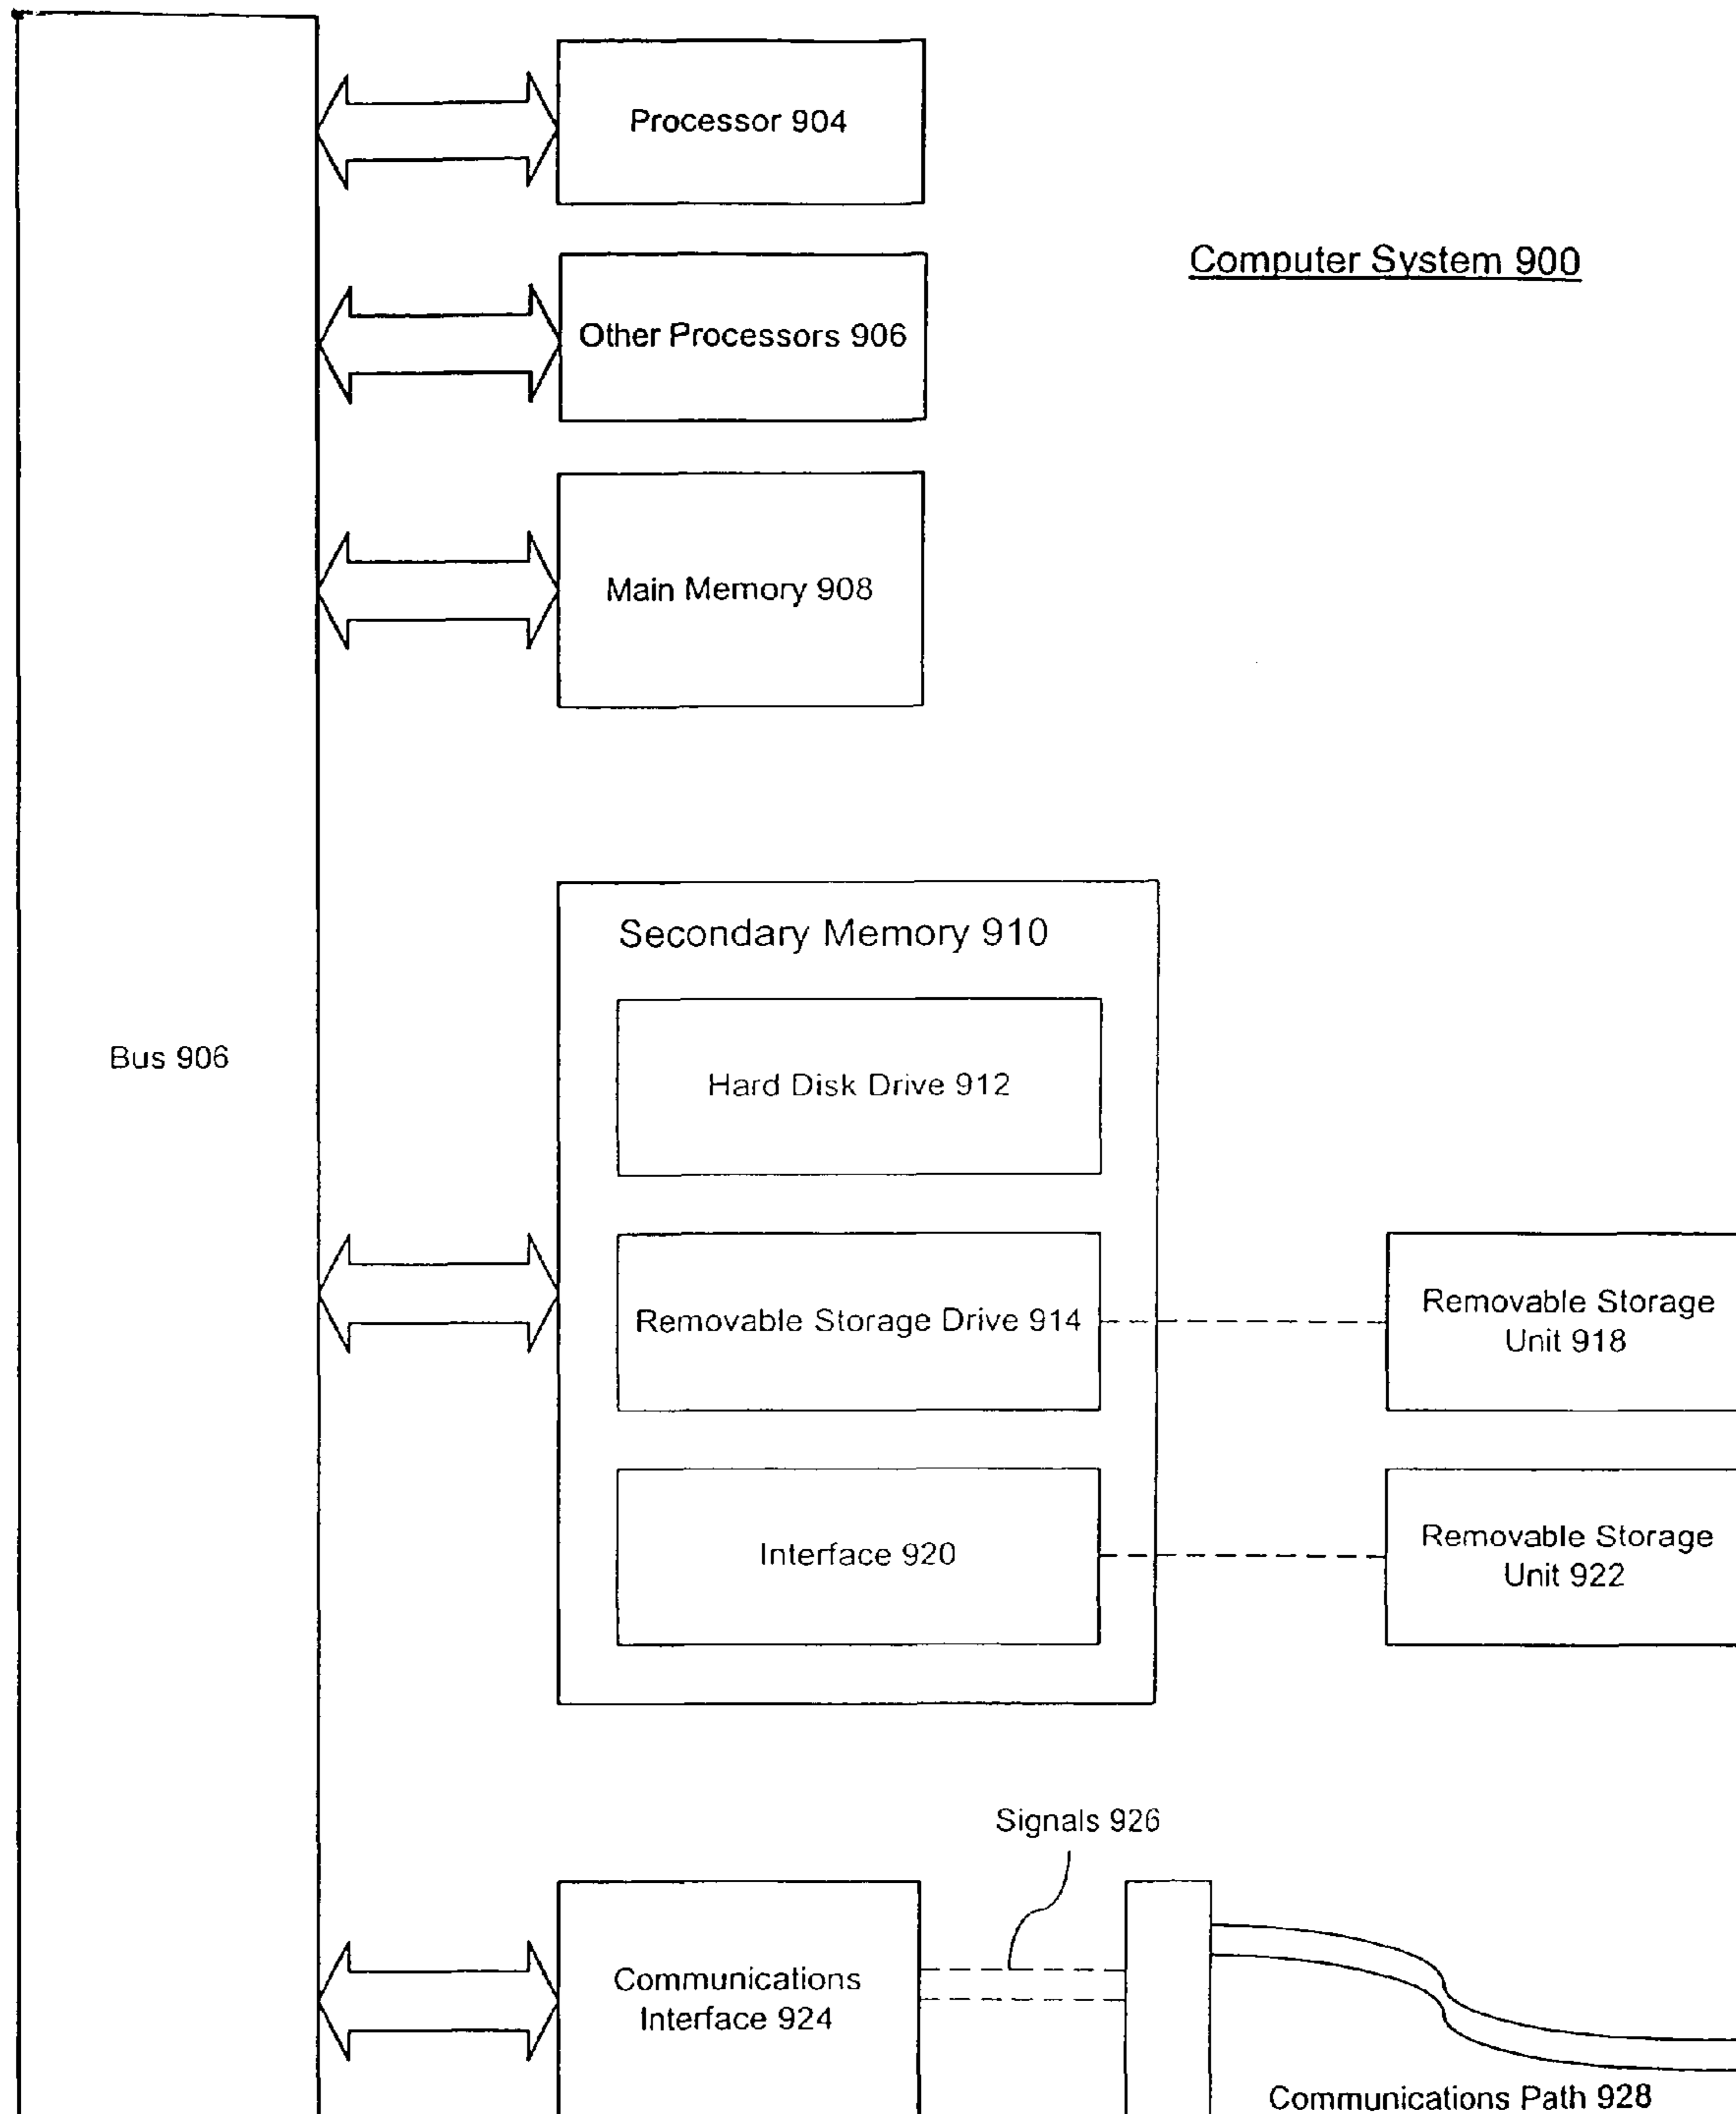 Processor 904
Computer System 900
Other Processors 906
Main Memory 908
Secondary Memory 910
Bus 906
Hard Disk Drive 912
Removable Storage Drive 914
Removable Storage
Unit 918
Interface 920
Removable Storage
Unit 922
Signals 926
Communications
Interface 924
Communications Path 928